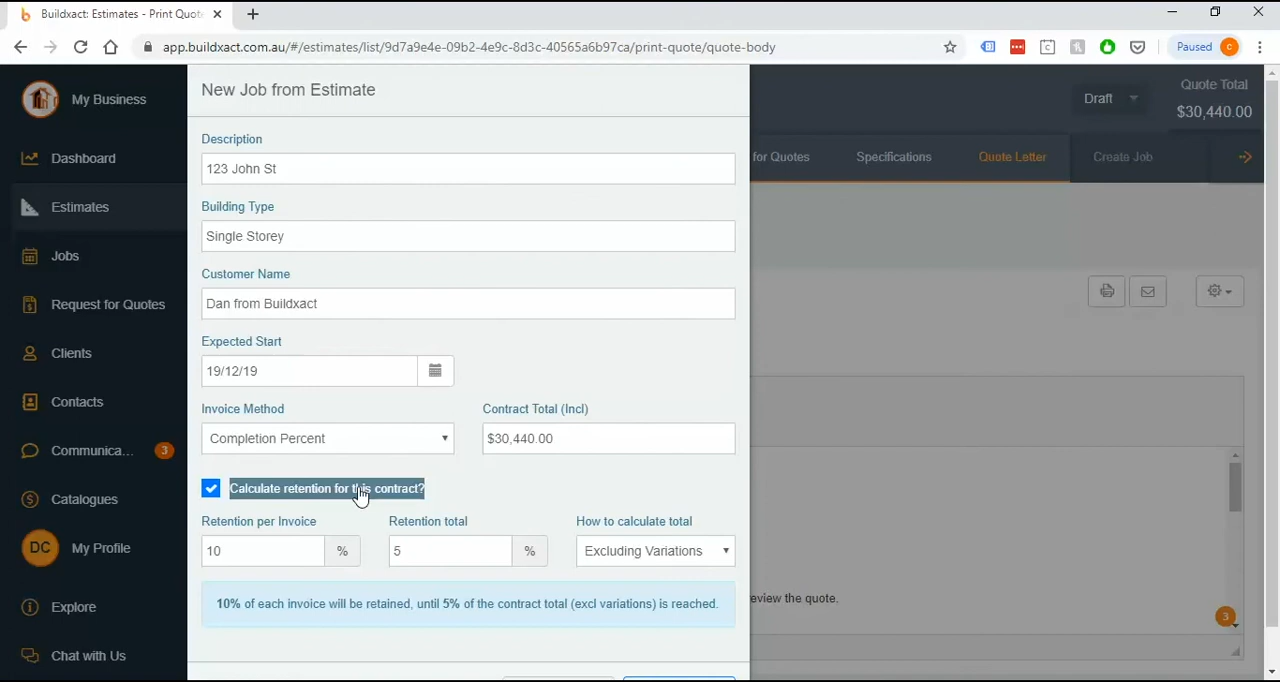 Buildxact: Estimates - Print Quot
app.buildxact.com.au/#/estimates/list/9d7a9e4e-09b2-4e9c-8d3c-40565a6b97ca/print-quote/quote-body
Paused
c
My Business
Dashboard
Estimates
Jobs
Request for Quotes
Clients
Contacts
Communica...
3
Catalogues
DC
My Profile
Explore
Chat with Us
New Job from Estimate
Description
123 John St
Building Type
Single Storey
Customer Name
Dan from Buildxact
Expected Start
19/12/19
Invoice Method
Contract Total (Incl)
Completion Percent
$30,440.00
Calculate retention for this contract?
Retention per Invoice
Retention total
How to calculate total
10
%
5
%
Excluding Variations
10% of each invoice will be retained, until 5% of the contract total (excl variations) is reached.
Draft
Quote Total
$30,440.00
for Quotes
Specifications
Quote Letter
Create Job
eview the quote.
3